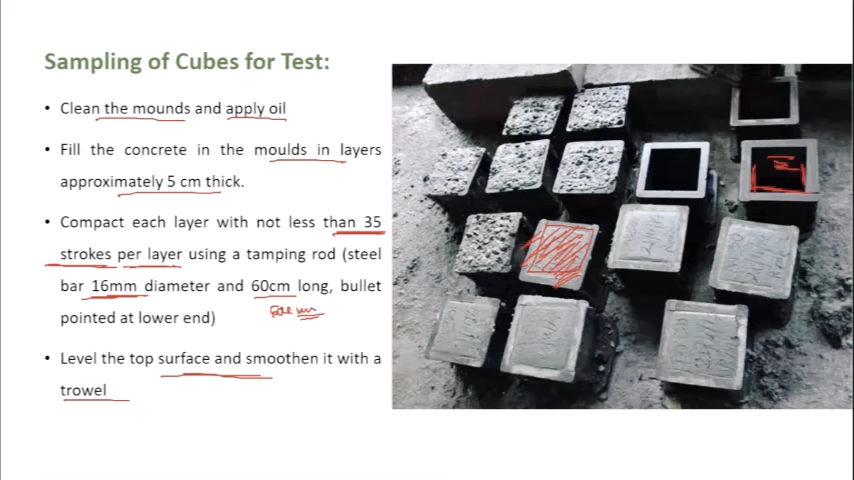 Sampling of Cubes for Test:
• Clean the mounds and apply oil
• Fill the concrete in the moulds in layers
approximately 5 cm thick.
• Compact each layer with not less than 35
strokes per layer using a tamping rod (steel
bar 16mm diameter and 60cm long, bullet
pointed at lower end)
• Level the top surface and smoothen it with a
trowel